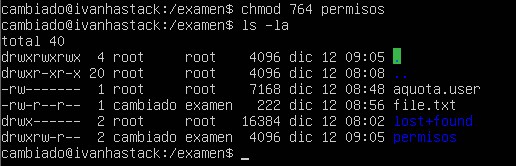 cambiado@ivanhastack:/examen$ chmod 764 permisos
cambiado@ivanhastack:/examen$ ls -la
total 40
drwxrwxrwx  4 root     root    4096 dic 12 09:05 .
drwxr-xr-x 20 root     root    4096 dic 12 08:08 ..
-rw-------  1 root     root    7168 dic 12 08:48 aquota.user
-rw-r--r--  1 cambiado examen   222 dic 12 08:56 file.txt
drwx------  2 root     root   16384 dic 12 08:02 lost+found
drwxrw-r--  2 cambiado examen  4096 dic 12 09:05 permisos
cambiado@ivanhastack:/examen$ _